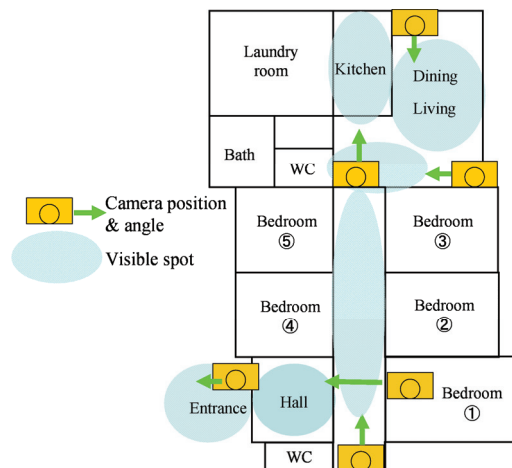 Laundry
room
Kitchen
Dining
Living
Bath
WC
Camera position
& angle
Visible spot
Bedroom
⑤
Bedroom
③
Bedroom
④
Bedroom
②
Entrance
Hall
Bedroom
①
WC